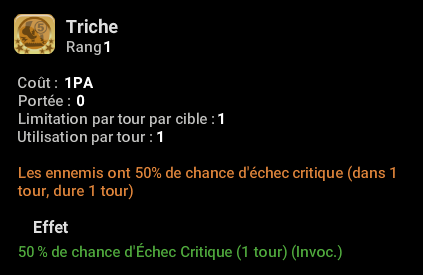 Triche
Rang 1
Coût : 1PA
Portée : 0
Limitation par tour par cible : 1
Utilisation par tour : 1
Les ennemis ont 50% de chance d'échec critique (dans 1
tour, dure 1 tour)
Effet
50 % de chance d'Échec Critique (1 tour) (Invoc.)